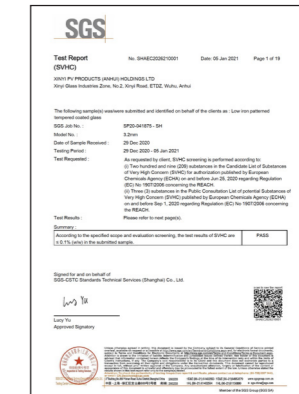 SGS
Test Report No. SHAEC2026210001 Date: 05 Jan 2021 Page 1 of 19
(SVHC)
XINYI PV PRODUCTS (ANHUI) HOLDINGS LTD
Xinyi Glass Industries Zone, No.2, Xinyi Road, ETDZ, Wuhu, Anhui
The following sample(s) was/were submitted and identified on behalf of the clients as : Low iron patterned
tempered coated glass
SGS Job No. : SP20-041875 - SH
Model No. : 3.2mm
Date of Sample Received : 29 Dec 2020
Testing Period : 29 Dec 2020 - 05 Jan 2021
Test Requested : As requested by client, SVHC screening is performed according to:
(i) Two hundred and nine (209) substances in the Candidate List of Substances
of Very High Concern (SVHC) for authorization published by European
Chemicals Agency (ECHA) on and before Jun 25, 2020 regarding Regulation
(EC) No 1907/2006 concerning the REACH.
(ii) Three (3) substances in the Public Consultation List of potential Substances of
Very High Concern (SVHC) published by European Chemicals Agency (ECHA)
on and before Sep 1, 2020 regarding Regulation (EC) No 1907/2006 concerning
the REACH.
Test Results : Please refer to next page(s).
Summary :
According to the specified scope and evaluation screening, the test results of SVHC are PASS
≤ 0.1% (w/w) in the submitted sample.
Signed for and on behalf of
SGS-CSTC Standards Technical Services (Shanghai) Co., Ltd.
Lucy Yu
Lucy Yu
Approved Signatory
Member of the SGS Group (SGS SA)